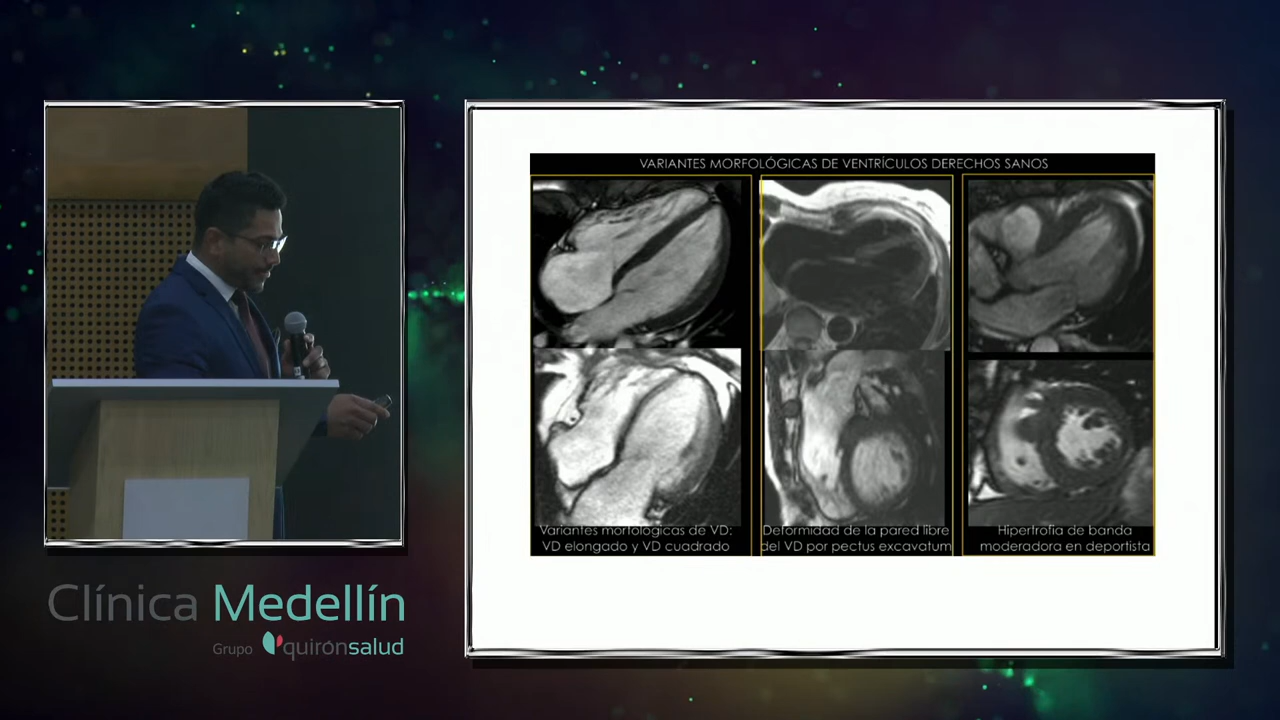 VARIANTES MORFOLÓGICAS DE VENTRÍCULOS DERECHOS SANOS
Variantes morfológicas de VD:
VD elongado y VD cuadrado
Deformidad de la pared libre
del VD por pectus excavatum
Hipertrofia de banda
moderadora en deportista
Clínica Medellín
Grupo quirónsalud